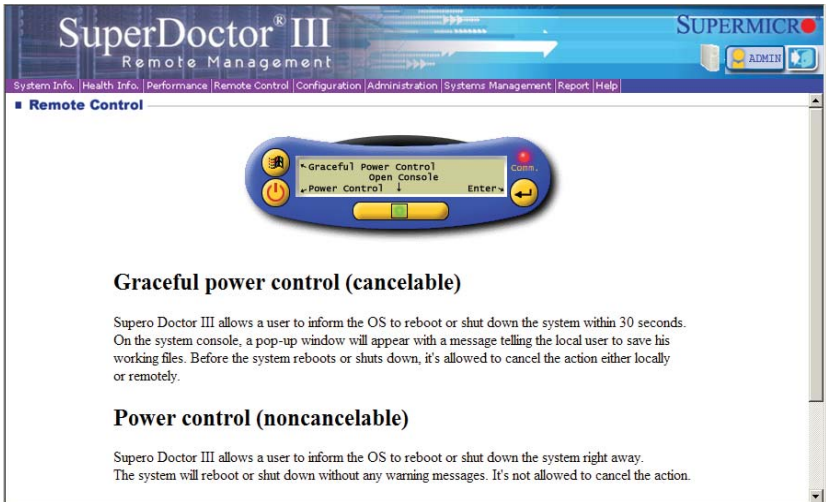 SuperDoctor® III
Remote Management
SUPERMICRO®
ADMIN
System Info. Health Info. Performance Remote Control Configuration Administration Systems Management Report Help
Remote Control
Graceful Power Control
Open Console
Power Control
Enter
Comm.
Graceful power control (cancelable)
Supero Doctor III allows a user to inform the OS to reboot or shut down the system within 30 seconds.
On the system console, a pop-up window will appear with a message telling the local user to save his
working files. Before the system reboots or shuts down, it's allowed to cancel the action either locally
or remotely.
Power control (noncancelable)
Supero Doctor III allows a user to inform the OS to reboot or shut down the system right away.
The system will reboot or shut down without any warning messages. It's not allowed to cancel the action.